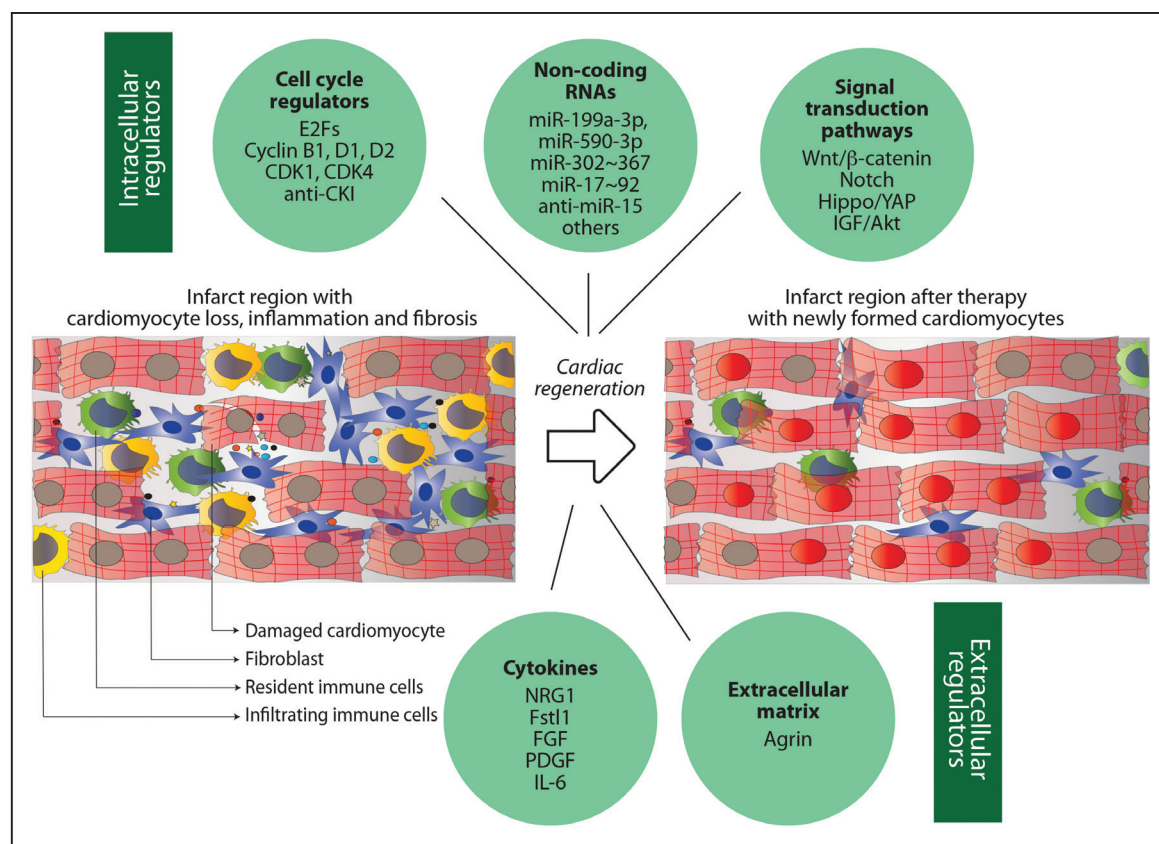 Intracellular
regulators
Cell cycle
regulators
E2Fs
Cyclin B1, D1, D2
CDK1, CDK4
anti-CKI
Non-coding
RNAs
miR-199a-3p,
miR-590-3p
miR-302~367
miR-17~92
anti-miR-15
others
Signal
transduction
pathways
Wnt/β-catenin
Notch
Hippo/YAP
IGF/Akt
Infarct region with
cardiomyocyte loss, inflammation and fibrosis
Cardiac
regeneration
Infarct region after therapy
with newly formed cardiomyocytes
Damaged cardiomyocyte
Fibroblast
Resident immune cells
Infiltrating immune cells
Cytokines
NRG1
Fstl1
FGF
PDGF
IL-6
Extracellular
matrix
Agrin
Extracellular
regulators